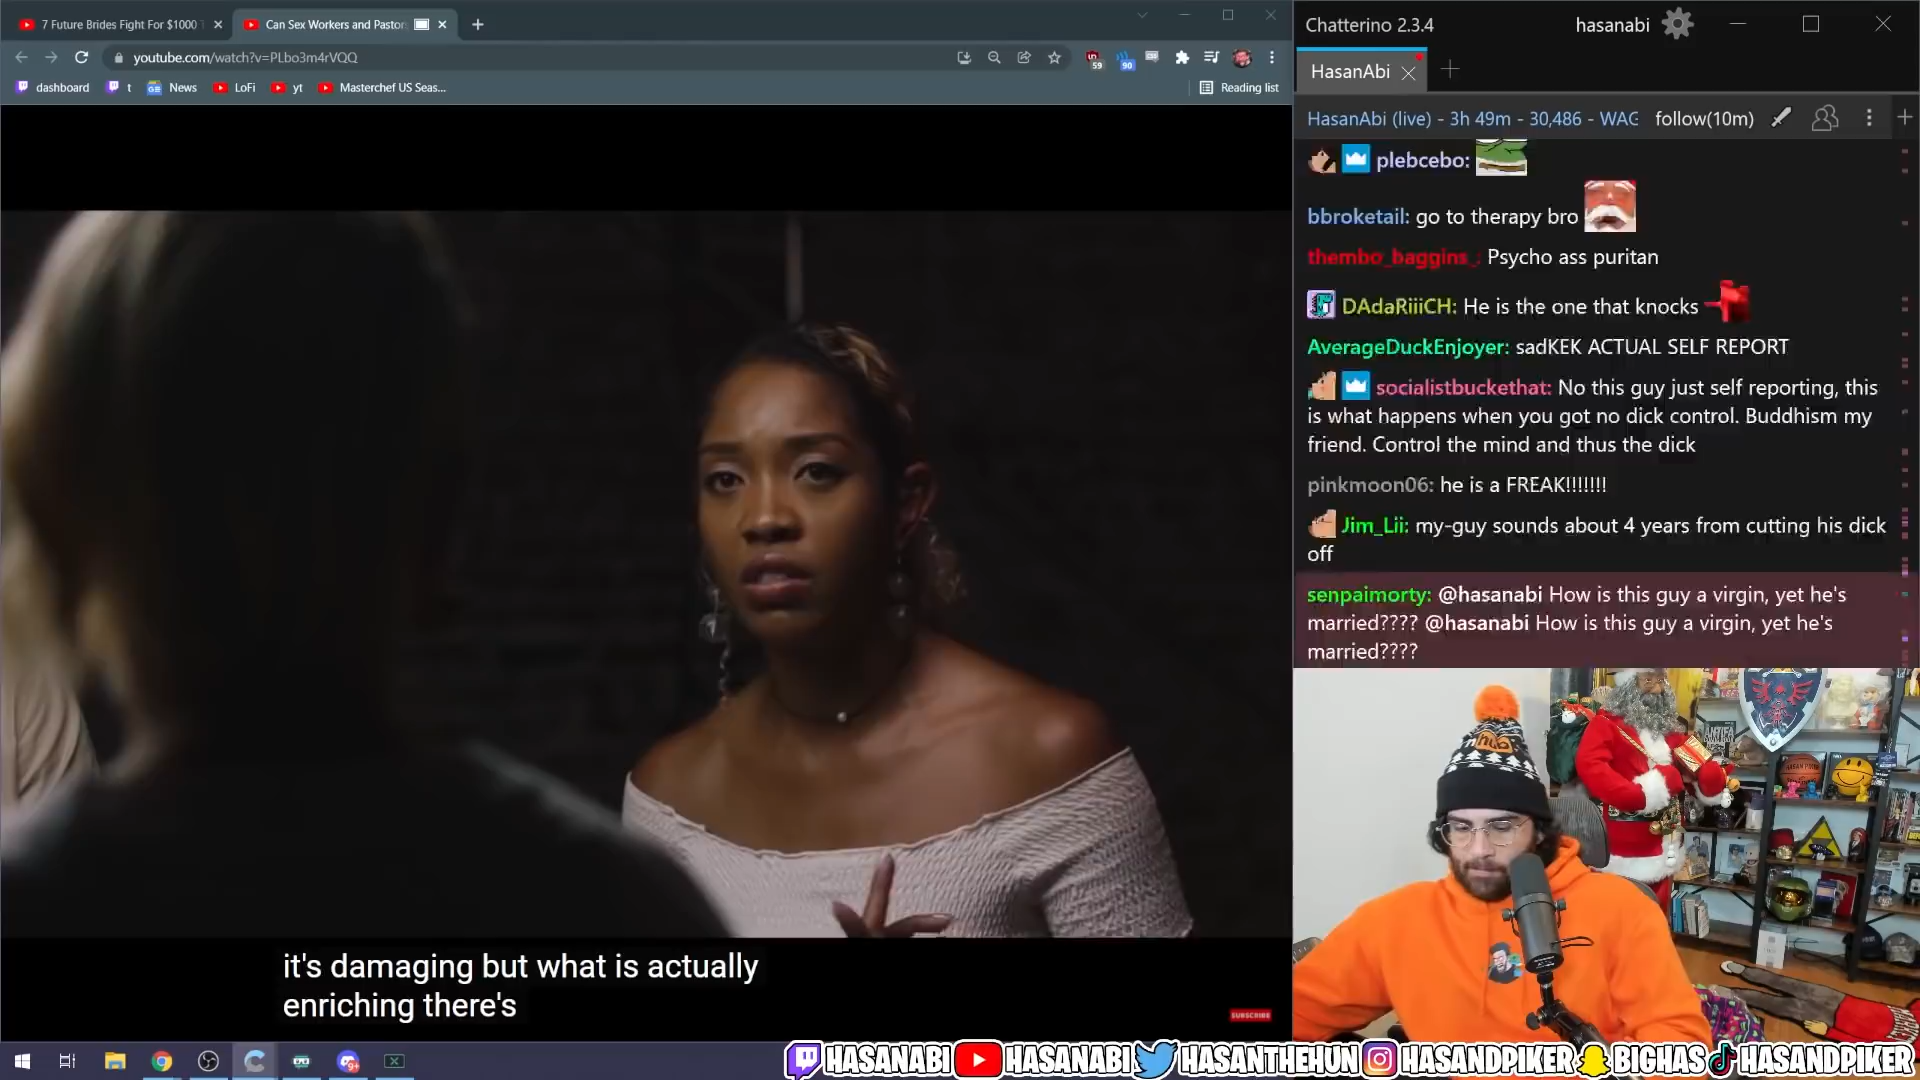 7 Future Brides Fight For $1000
Can Sex Workers and Pastor
youtube.com/watch?v=PLbo3m4rVQQ
59
90
dashboard
t
News
LoFi
yt
Masterchef US Seas...
Reading list
it's damaging but what is actually
enriching there's
SUBSCRIBE
Chatterino 2.3.4
hasanabi
HasanAbi
HasanAbi (live) - 3h 49m - 30,486 - WAG
follow(10m)
plebcebo:
bbroketail: go to therapy bro
thembo_baggins_: Psycho ass puritan
DAdaRiiiCH: He is the one that knocks
AverageDuckEnjoyer: sadKEK ACTUAL SELF REPORT
socialistbuckethat: No this guy just self reporting, this
is what happens when you got no dick control. Buddhism my
friend. Control the mind and thus the dick
pinkmoon06: he is a FREAK!!!!!!!
Jim_Lii: my-guy sounds about 4 years from cutting his dick
off
senpaimorty: @hasanabi How is this guy a virgin, yet he's
married???? @hasanabi How is this guy a virgin, yet he's
married????
hub
ANTIFA
HASANABI
HASANABI
HASANTHEHUN
HASANDPIKER
BIGHAS
HASANDPIKER